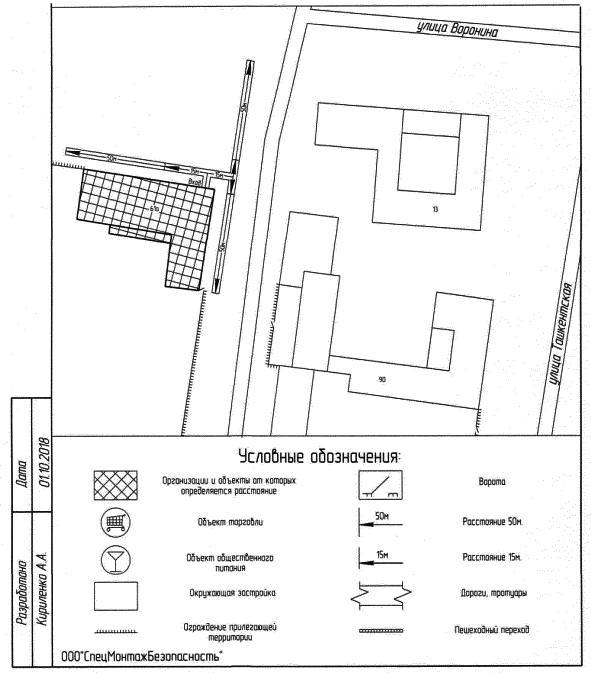 улица Воронина
50м
50м
15м
15м
Вход
67а
13
50м
улица Ташкентская
90
Условные обозначения:
Организации и объекты от которых
определяется расстояние
Ворота
Объект торговли
50м
Расстояние 50м.
Объект общественного
питания
15м
Расстояние 15м.
Окружающая застройка
Дороги, тротуары
Ограждение прилегающей
территории
Пешеходный переход
ООО"СпецМонтажБезопасность"
Дата
01.10.2018
Разработано
Кириленка А.А.